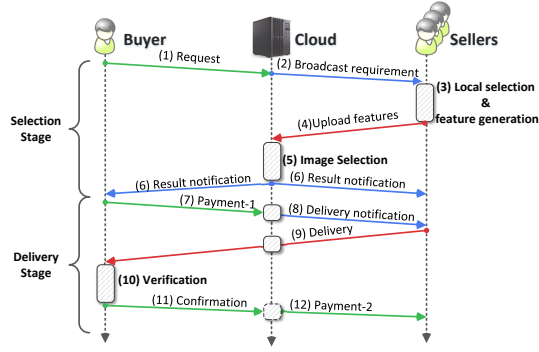 Buyer
Cloud
Sellers
(1) Request
(2) Broadcast requirement
(3) Local selection
&
feature generation)
(4)Upload features
Selection
Stage
(5) Image Selection
(6) Result notification
(6) Result notification
(7) Payment-1
(8) Delivery notification
(9) Delivery
Delivery
Stage
(10) Verification
(11) Confirmation
(12) Payment-2